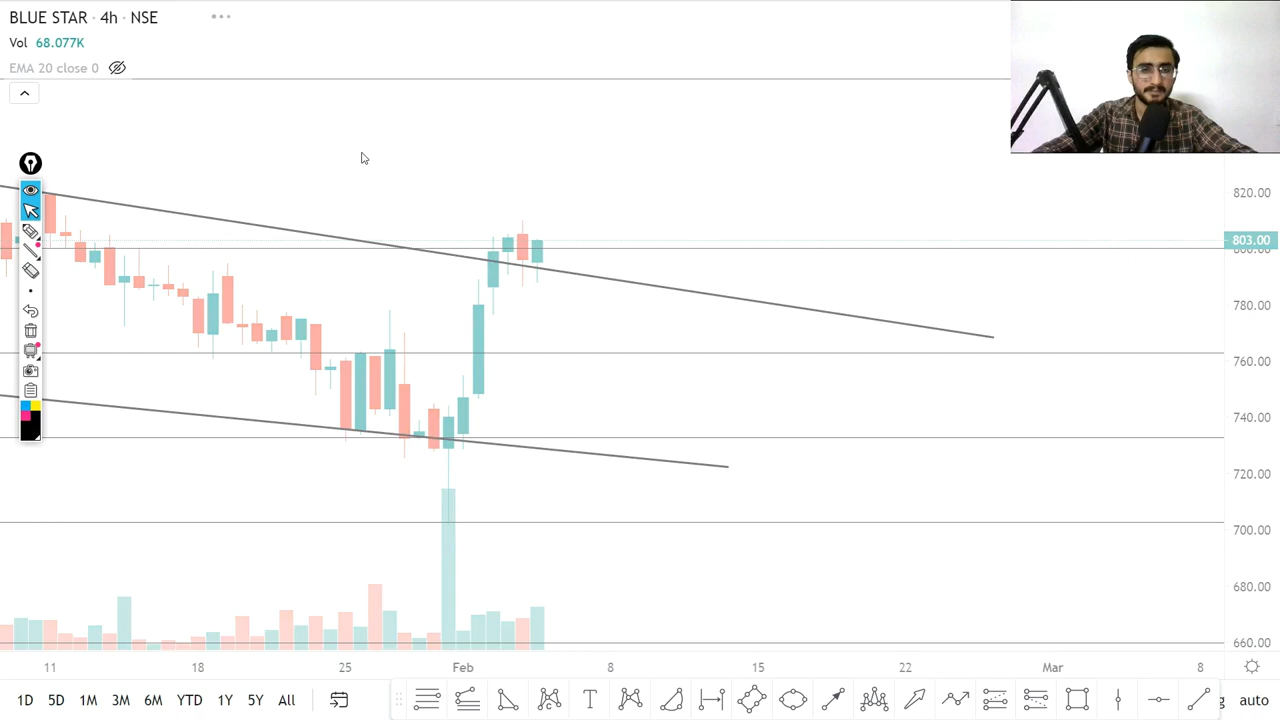 BLUE STAR · 4h · NSE
Vol 68.077K
EMA 20 close 0
820.00
803.00
800.00
780.00
760.00
740.00
720.00
700.00
680.00
660.00
11 18 25 Feb 8 15 22 Mar 8
1D 5D 1M 3M 6M YTD 1Y 5Y All
auto